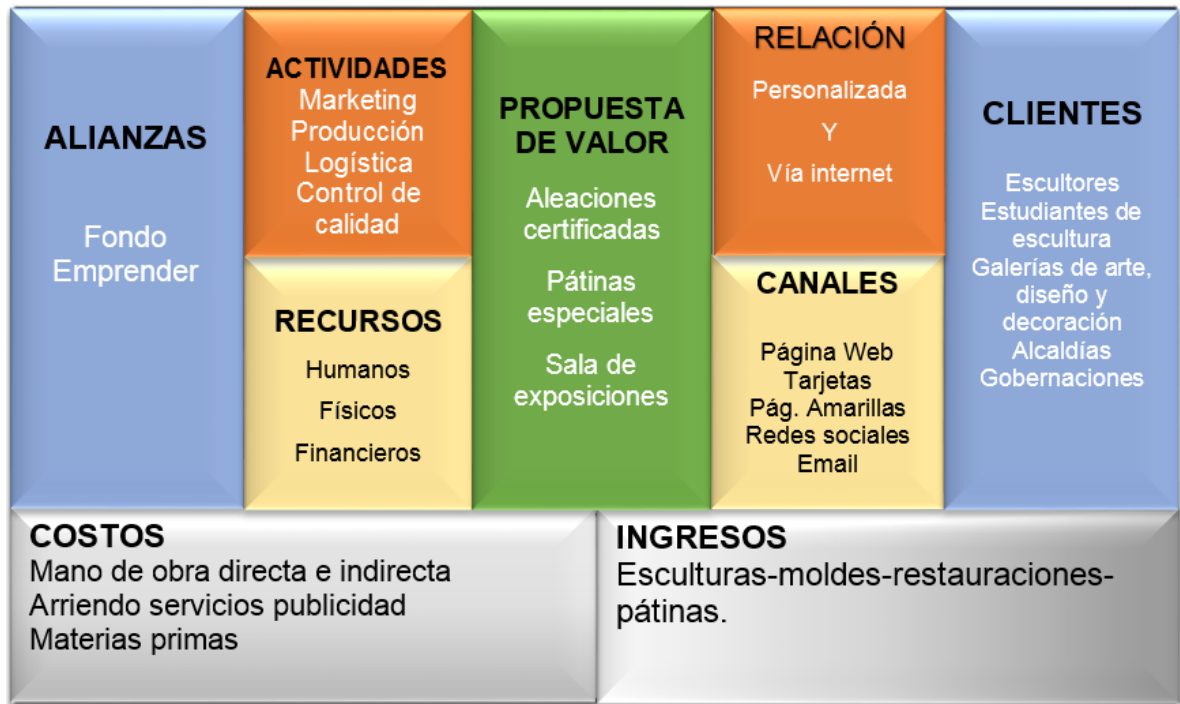 ALIANZAS
Fondo
Emprender
ACTIVIDADES
Marketing
Producción
Logística
Control de
calidad
RECURSOS
Humanos
Físicos
Financieros
PROPUESTA
DE VALOR
Aleaciones
certificadas
Pátinas
especiales
Sala de
exposiciones
RELACIÓN
Personalizada
Y
Vía internet
CANALES
Página Web
Tarjetas
Pág. Amarillas
Redes sociales
Email
CLIENTES
Escultores
Estudiantes de
escultura
Galerías de arte,
diseño y
decoración
Alcaldías
Gobernaciones
COSTOS
Mano de obra directa e indirecta
Arriendo servicios publicidad
Materias primas
INGRESOS
Esculturas-moldes-restauraciones-
pátinas.